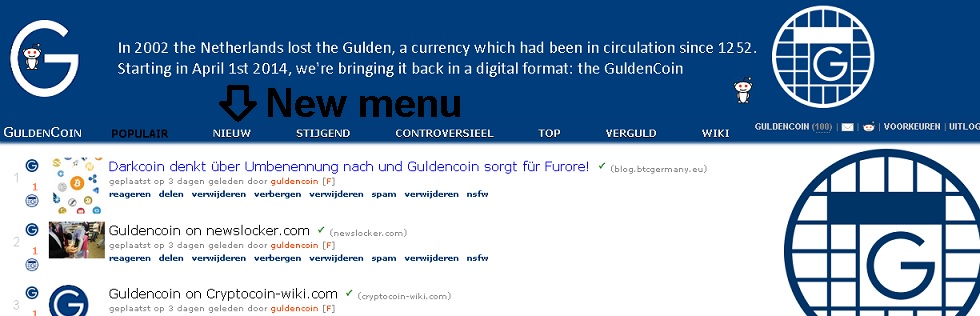 In 2002 the Netherlands lost the Gulden, a currency which had been in circulation since 1252.
Starting in April 1st 2014, we're bringing it back in a digital format: the GuldenCoin
New menu
GULDENCOIN POPULAIR NIEUW STIJGEND CONTROVERSIEEL TOP VERGULD WIKI GULDENCOIN (108) | | | VOORKEUREN | UITLOG
1 Darkcoin denkt über Umbenennung nach und Guldencoin sorgt für Furore! ✓ (blog.btcgermany.eu)
1 geplaatst op 3 dagen geleden door guldencoin [F]
reageren delen verwijderen verbergen verwijderen spam verwijderen nsfw
2 Guldencoin on newslocker.com ✓ (newslocker.com)
1 geplaatst op 3 dagen geleden door guldencoin [F]
reageren delen verwijderen verbergen verwijderen spam verwijderen nsfw
3 Guldencoin on Cryptocoin-wiki.com ✓ (cryptocoin-wiki.com)
1 geplaatst op 3 dagen geleden door guldencoin [F]